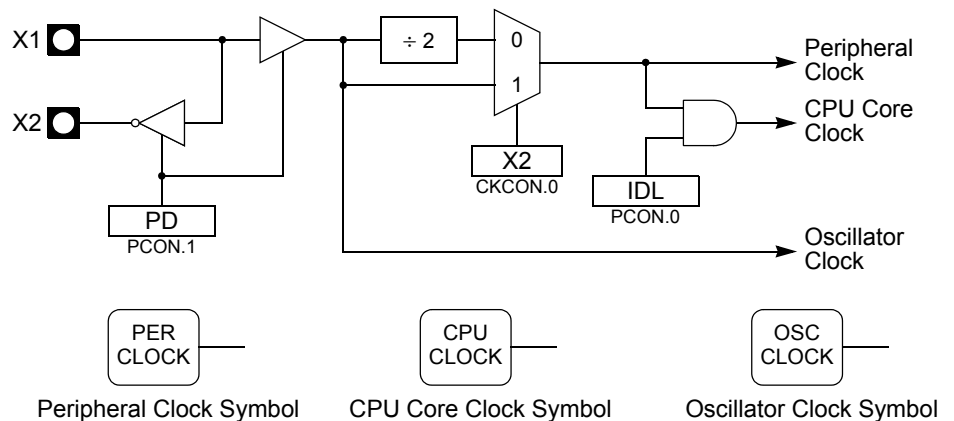 X1
÷ 2
0
1
Peripheral
Clock
X2
CPU Core
Clock
X2
CKCON.0
IDL
PCON.0
PD
PCON.1
Oscillator
Clock
PER
CLOCK
CPU
CLOCK
OSC
CLOCK
Peripheral Clock Symbol
CPU Core Clock Symbol
Oscillator Clock Symbol